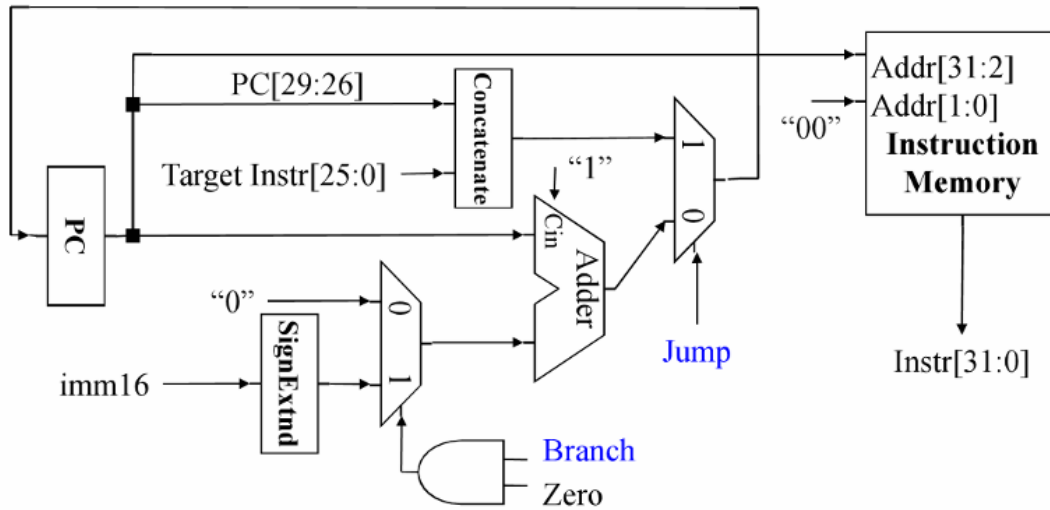 PC[29:26]
Concatenate
Addr[31:2]
Addr[1:0]
“00”
Instruction
Memory
Target Instr[25:0]
“1”
1
0
PC
Cin
Adder
“0”
0
1
SignExtnd
imm16
Jump
Instr[31:0]
Branch
Zero